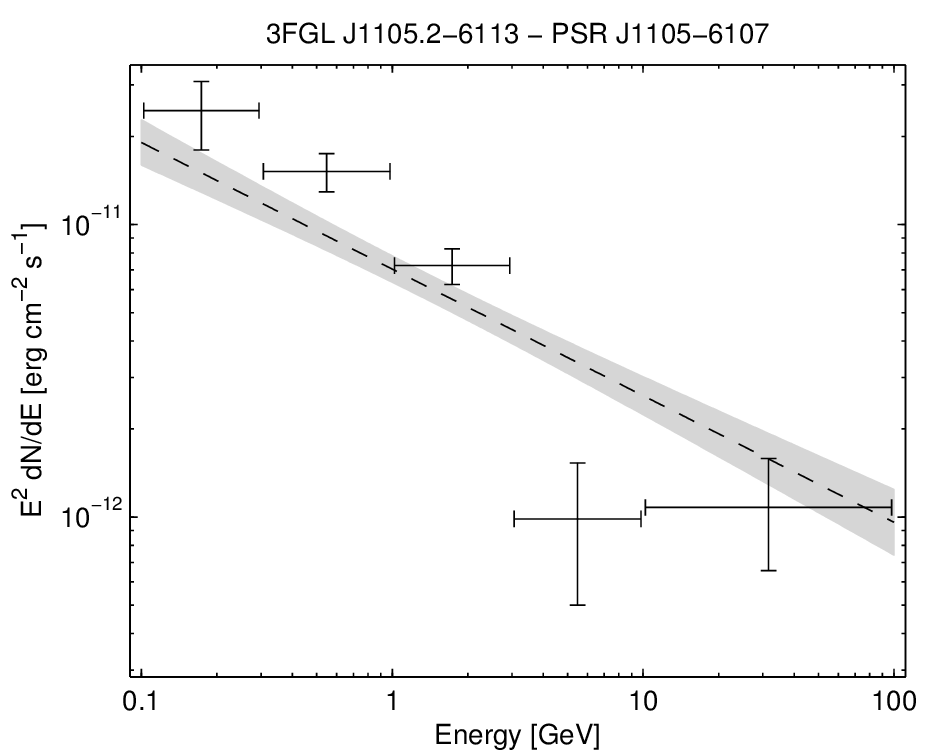 3FGL J1105.2−6113 − PSR J1105−6107
E² dN/dE [erg cm⁻² s⁻¹]
10⁻¹¹
10⁻¹²
0.1 1 10 100
Energy [GeV]